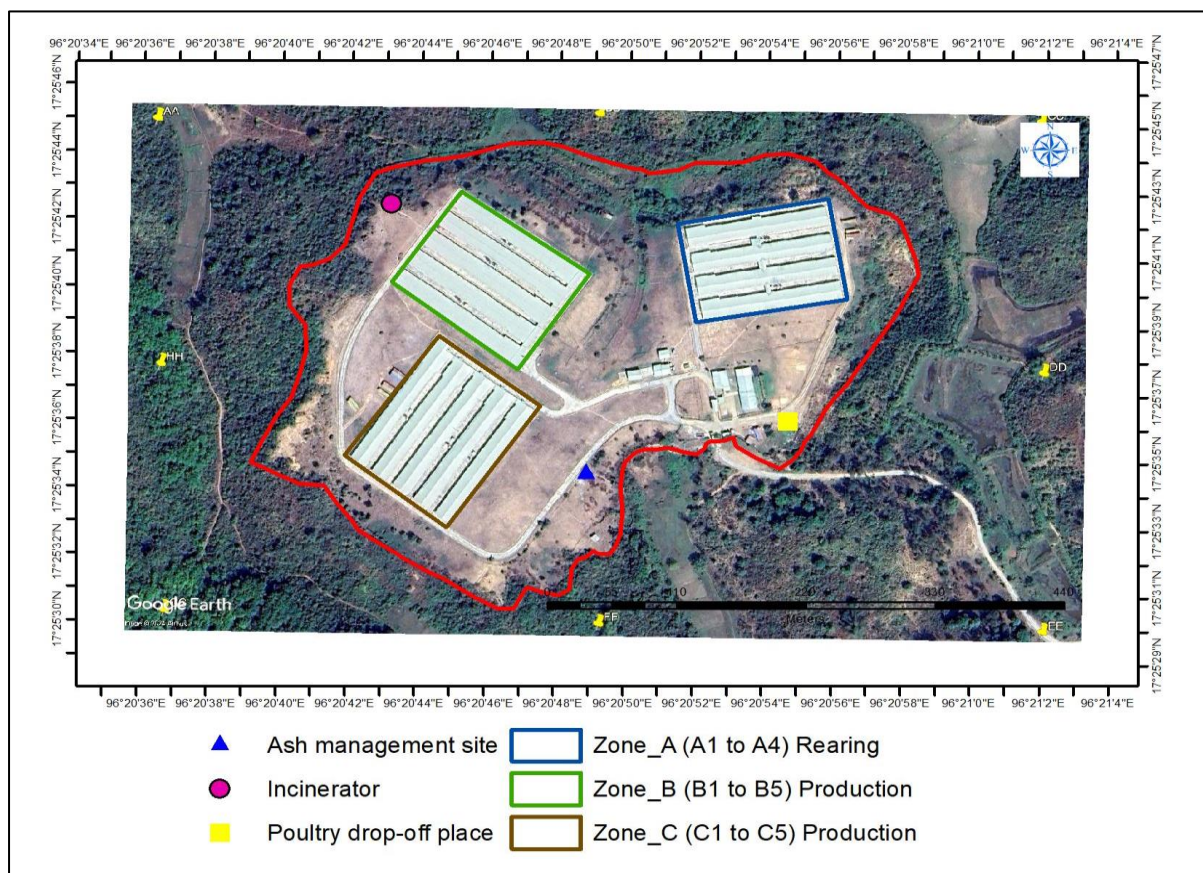 96°20'34"E 96°20'36"E 96°20'38"E 96°20'40"E 96°20'42"E 96°20'44"E 96°20'46"E 96°20'48"E 96°20'50"E 96°20'52"E 96°20'54"E 96°20'56"E 96°20'58"E 96°21'0"E 96°21'2"E 96°21'4"E
17°25'46"N
17°25'44"N
17°25'42"N
17°25'40"N
17°25'38"N
17°25'36"N
17°25'34"N
17°25'32"N
17°25'30"N
AA
N
W E
S
HH
DD
Google Earth
FF
EE
110 220 330 440
Meters
17°25'47"N
17°25'45"N
17°25'43"N
17°25'41"N
17°25'39"N
17°25'37"N
17°25'35"N
17°25'33"N
17°25'31"N
17°25'29"N
96°20'36"E 96°20'38"E 96°20'40"E 96°20'42"E 96°20'44"E 96°20'46"E 96°20'48"E 96°20'50"E 96°20'52"E 96°20'54"E 96°20'56"E 96°20'58"E 96°21'0"E 96°21'2"E 96°21'4"E
Ash management site
Incinerator
Poultry drop-off place
Zone_A (A1 to A4) Rearing
Zone_B (B1 to B5) Production
Zone_C (C1 to C5) Production